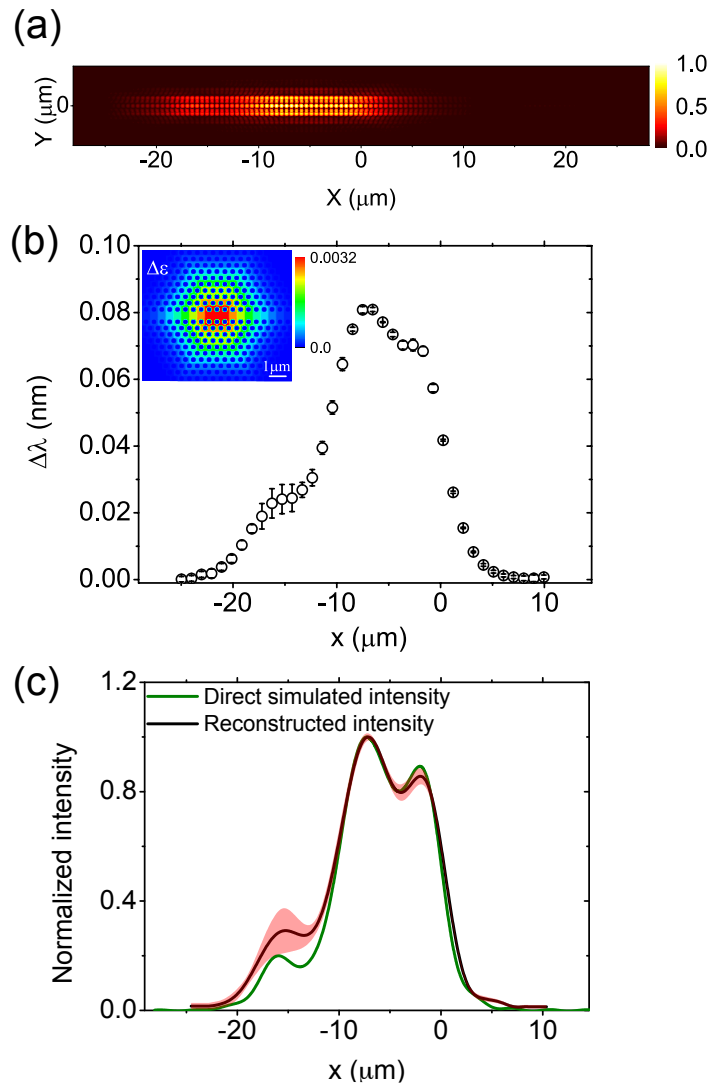 (a)
Y (μm)
0
1.0
0.5
0.0
-20
-10
0
10
20
X (μm)
(b)
0.10
0.08
0.06
0.04
0.02
0.00
Δλ (nm)
Δε
0.0032
0.0
1μm
-20
-10
0
10
x (μm)
(c)
1.2
0.8
0.4
0.0
Normalized intensity
Direct simulated intensity
Reconstructed intensity
-20
-10
0
10
x (μm)